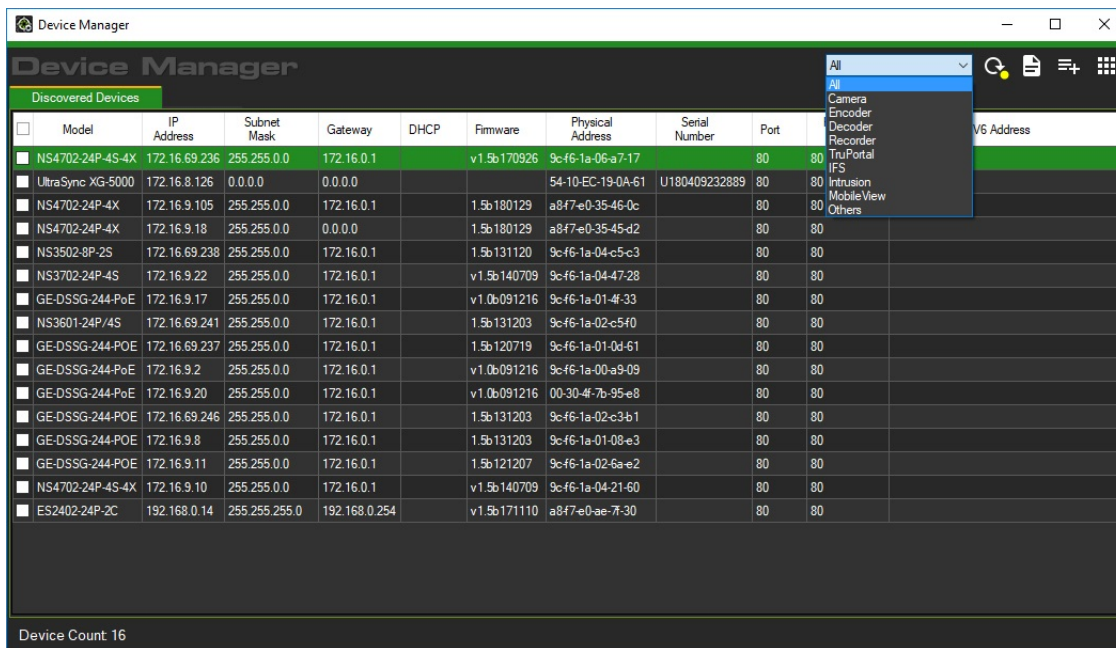 Device Manager
Device Manager
All
Discovered Devices
All
Camera
Encoder
Decoder
Recorder
TruPortal
IFS
Intrusion
MobileView
Others
Model IP Address Subnet Mask Gateway DHCP Firmware Physical Address Serial Number Port V6 Address
NS4702-24P-4S-4X 172.16.69.236 255.255.0.0 172.16.0.1 v1.5b170926 9c-f6-1a-06-a7-17 80 80
UltraSync XG-5000 172.16.8.126 0.0.0.0 0.0.0.0 54-10-EC-19-0A-61 U180409232889 80 80
NS4702-24P-4X 172.16.9.105 255.255.0.0 172.16.0.1 1.5b180129 a8-f7-e0-35-46-0c 80 80
NS4702-24P-4X 172.16.9.18 255.255.0.0 0.0.0.0 1.5b180129 a8-f7-e0-35-45-d2 80 80
NS3502-8P-2S 172.16.69.238 255.255.0.0 172.16.0.1 1.5b131120 9c-f6-1a-04-c5-c3 80 80
NS3702-24P-4S 172.16.9.22 255.255.0.0 172.16.0.1 v1.5b140709 9c-f6-1a-04-47-28 80 80
GE-DSSG-244-PoE 172.16.9.17 255.255.0.0 172.16.0.1 v1.0b091216 9c-f6-1a-01-4f-33 80 80
NS3601-24P/4S 172.16.69.241 255.255.0.0 172.16.0.1 1.5b131203 9c-f6-1a-02-c5-f0 80 80
GE-DSSG-244-POE 172.16.69.237 255.255.0.0 172.16.0.1 1.5b120719 9c-f6-1a-01-0d-61 80 80
GE-DSSG-244-PoE 172.16.9.2 255.255.0.0 172.16.0.1 v1.0b091216 9c-f6-1a-00-a9-09 80 80
GE-DSSG-244-PoE 172.16.9.20 255.255.0.0 172.16.0.1 v1.0b091216 00-30-4f-7b-95-e8 80 80
GE-DSSG-244-POE 172.16.69.246 255.255.0.0 172.16.0.1 1.5b131203 9c-f6-1a-02-c3-b1 80 80
GE-DSSG-244-POE 172.16.9.8 255.255.0.0 172.16.0.1 1.5b131203 9c-f6-1a-01-08-e3 80 80
GE-DSSG-244-POE 172.16.9.11 255.255.0.0 172.16.0.1 1.5b121207 9c-f6-1a-02-6a-e2 80 80
NS4702-24P-4S-4X 172.16.9.10 255.255.0.0 172.16.0.1 v1.5b140709 9c-f6-1a-04-21-60 80 80
ES2402-24P-2C 192.168.0.14 255.255.255.0 192.168.0.254 v1.5b171110 a8-f7-e0-ae-7f-30 80 80
Device Count: 16